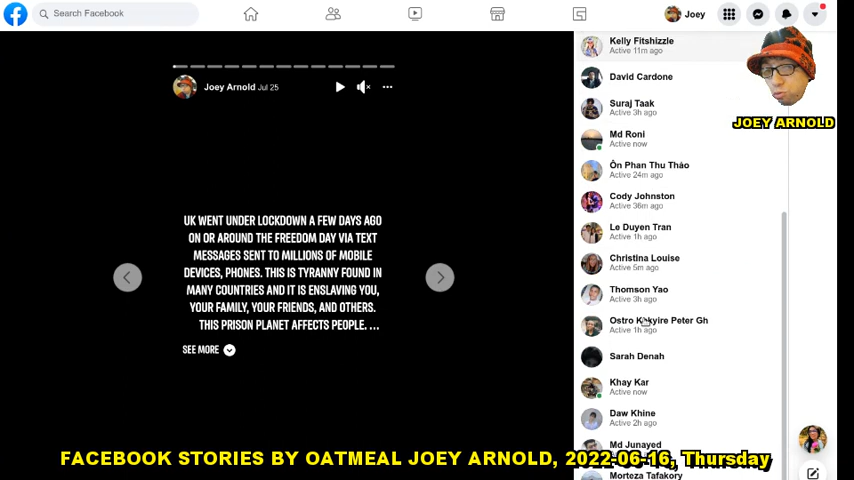 Search Facebook
Joey
Joey Arnold Jul 25
UK WENT UNDER LOCKDOWN A FEW DAYS AGO
ON OR AROUND THE FREEDOM DAY VIA TEXT
MESSAGES SENT TO MILLIONS OF MOBILE
DEVICES, PHONES. THIS IS TYRANNY FOUND IN
MANY COUNTRIES AND IT IS ENSLAVING YOU,
YOUR FAMILY, YOUR FRIENDS, AND OTHERS.
THIS PRISON PLANET AFFECTS PEOPLE. ...
SEE MORE
Kelly Fitshizzle
Active 11m ago
David Cardone
Suraj Taak
Active 3h ago
Md Roni
Active now
Ôn Phan Thu Thảo
Active 24m ago
Cody Johnston
Active 36m ago
Le Duyen Tran
Active 1h ago
Christina Louise
Active 5m ago
Thomson Yao
Active 3h ago
Ostro Peter Gh
Active 1h ago
Sarah Denah
Khay Kar
Active now
Daw Khine
Active 2h ago
Md Junayed
Morteza Tafakory
JOEY ARNOLD
FACEBOOK STORIES BY OATMEAL JOEY ARNOLD, 2022-06-16, Thursday